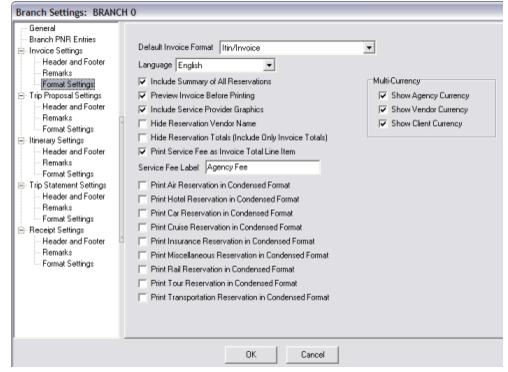 Branch Settings: BRANCH 0
General
Branch PNR Entries
Invoice Settings
Header and Footer
Remarks
Format Settings
Trip Proposal Settings
Header and Footer
Remarks
Format Settings
Itinerary Settings
Header and Footer
Remarks
Format Settings
Trip Statement Settings
Header and Footer
Remarks
Format Settings
Receipt Settings
Header and Footer
Remarks
Format Settings
Default Invoice Format Itin/Invoice
Language English
Include Summary of All Reservations
Preview Invoice Before Printing
Include Service Provider Graphics
Hide Reservation Vendor Name
Hide Reservation Totals (Include Only Invoice Totals)
Print Service Fee as Invoice Total Line Item
Service Fee Label Agency Fee
Print Air Reservation in Condensed Format
Print Hotel Reservation in Condensed Format
Print Car Reservation in Condensed Format
Print Cruise Reservation in Condensed Format
Print Insurance Reservation in Condensed Format
Print Miscellaneous Reservation in Condensed Format
Print Rail Reservation in Condensed Format
Print Tour Reservation in Condensed Format
Print Transportation Reservation in Condensed Format
Multi-Currency
Show Agency Currency
Show Vendor Currency
Show Client Currency
OK Cancel